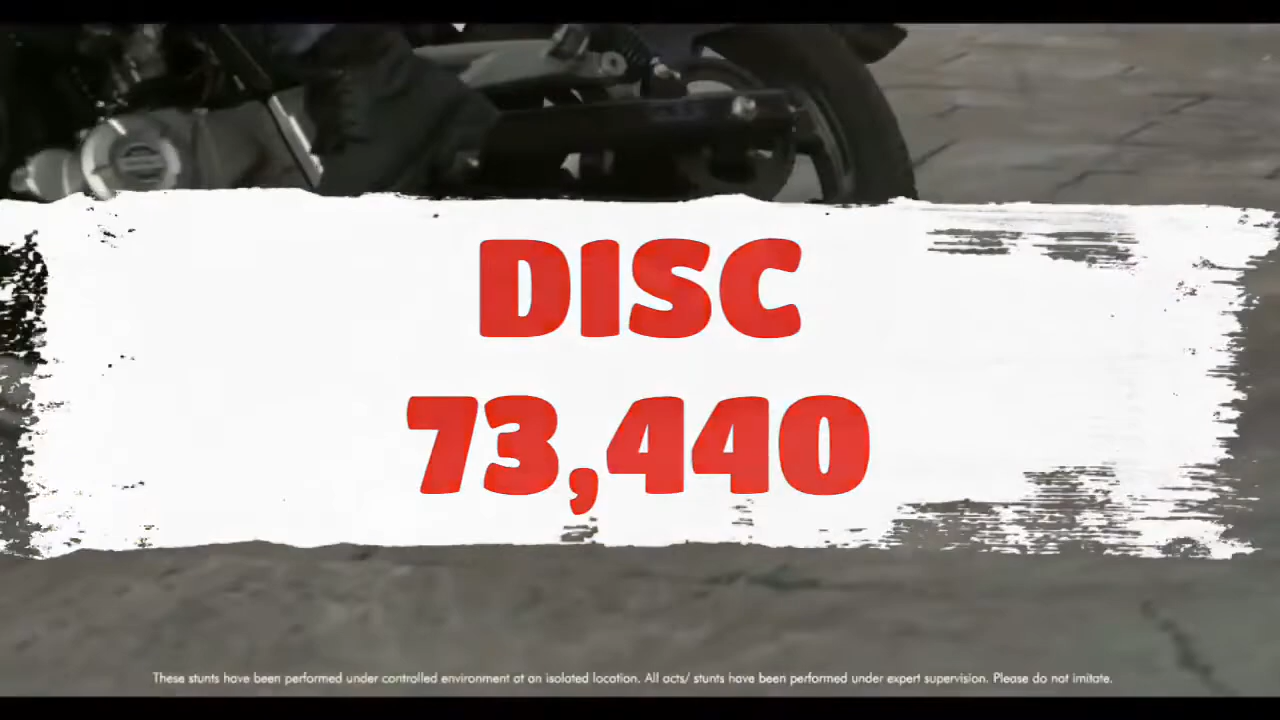 DISC
73,440
These stunts have been performed under controlled environment at an isolated location. All acts/ stunts have been performed under expert supervision. Please do not imitate.